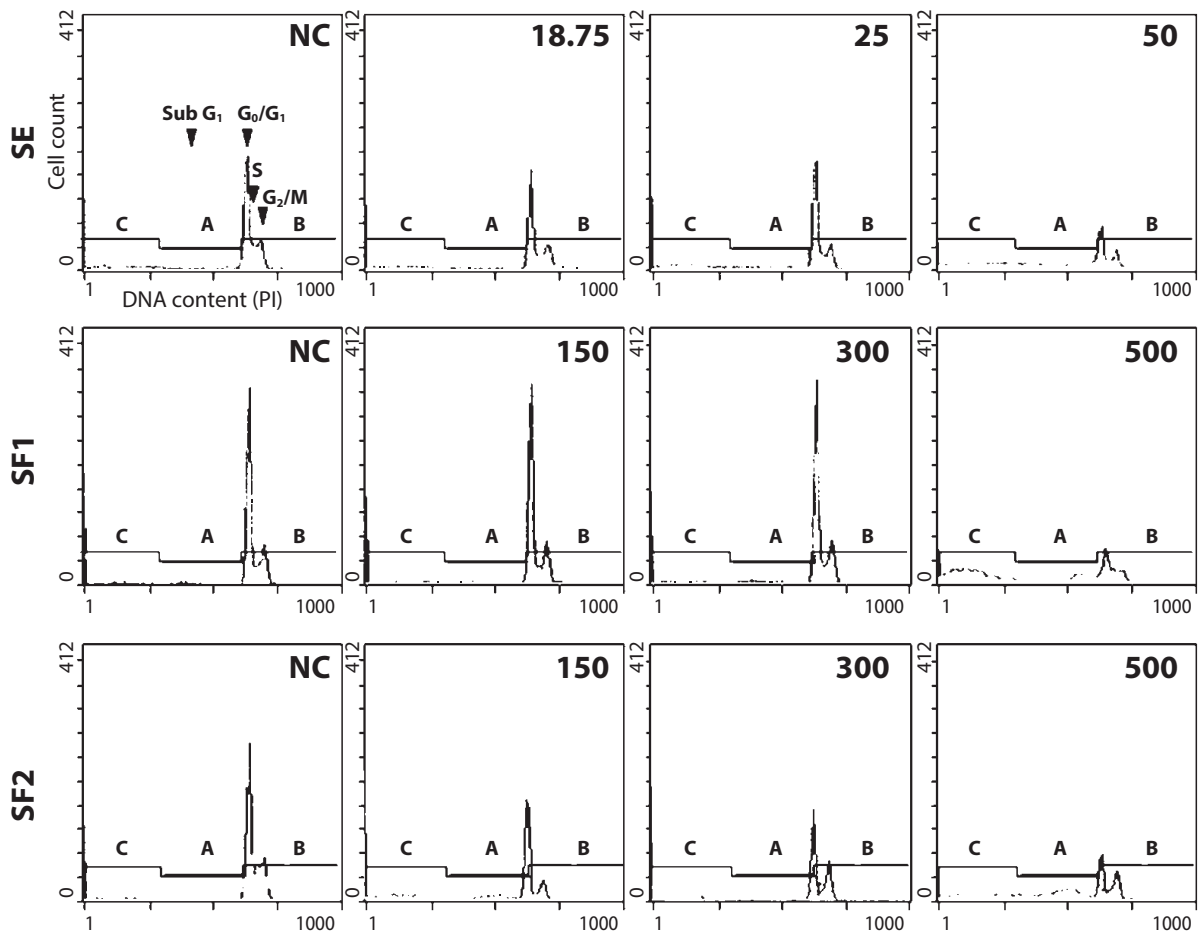 412 NC 412 18.75 412 25 412 50
Sub G₁ G₀/G₁
SE Cell count
S
G₂/M
C A B C A B C A B C A B
0 0 0 0
1 1000 1 1000 1 1000 1 1000
DNA content (PI)
412 NC 412 150 412 300 412 500
SF1
C A B C A B C A B C A B
0 0 0 0
1 1000 1 1000 1 1000 1 1000
412 NC 412 150 412 300 412 500
SF2
C A B C A B C A B C A B
0 0 0 0
1 1000 1 1000 1 1000 1 1000